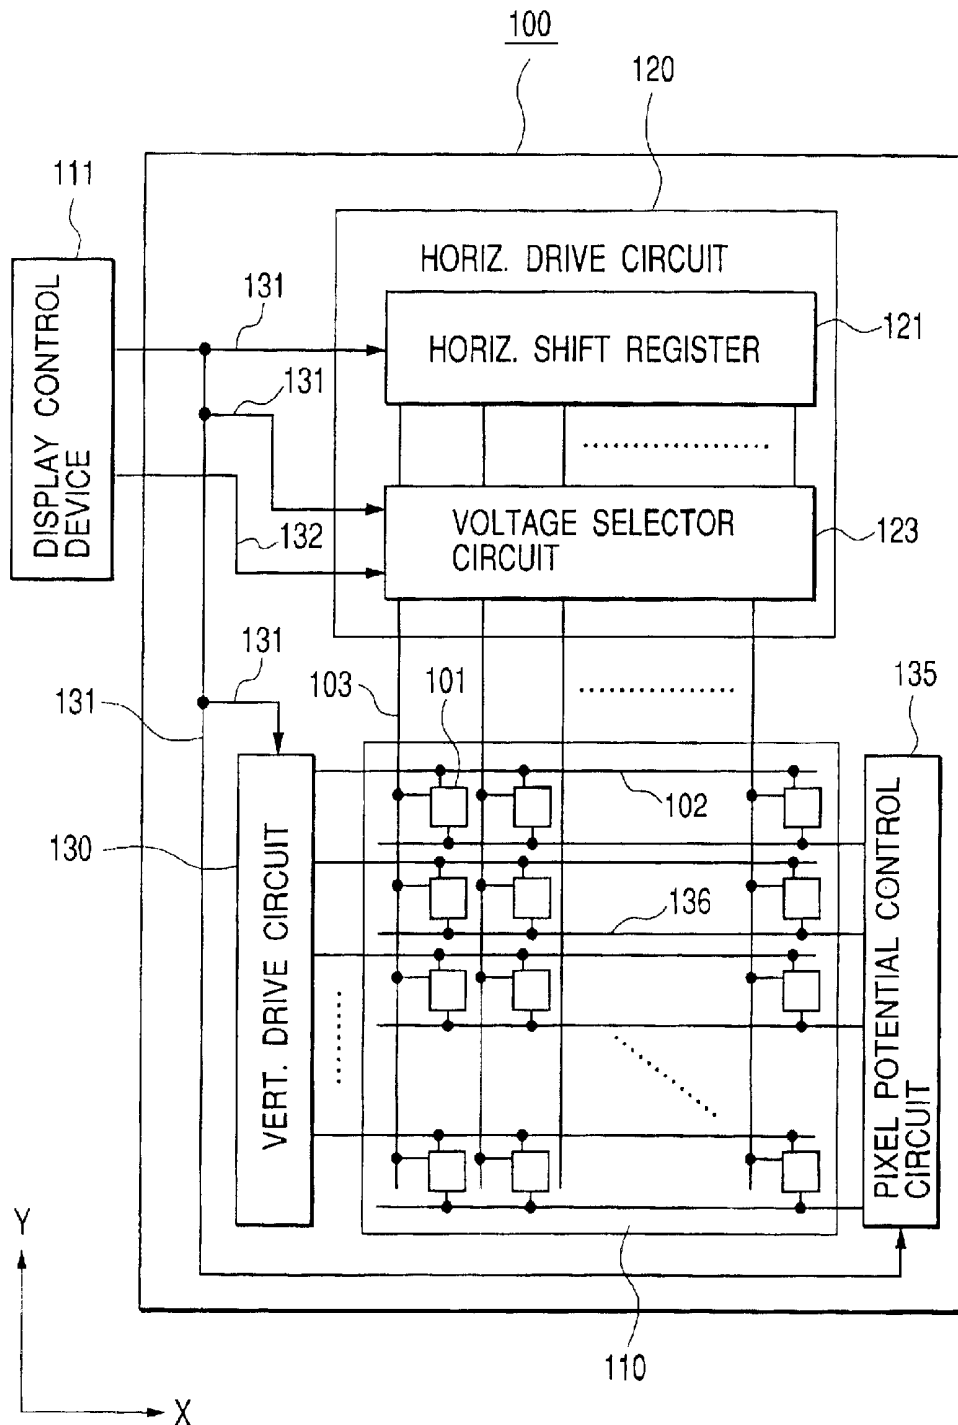 100
120
111
HORIZ. DRIVE CIRCUIT
131
HORIZ. SHIFT REGISTER
121
131
DISPLAY CONTROL
DEVICE
VOLTAGE SELECTOR
CIRCUIT
123
132
131
103
101
135
131
102
130
VERT. DRIVE CIRCUIT
136
PIXEL POTENTIAL CONTROL
CIRCUIT
Y
X
110